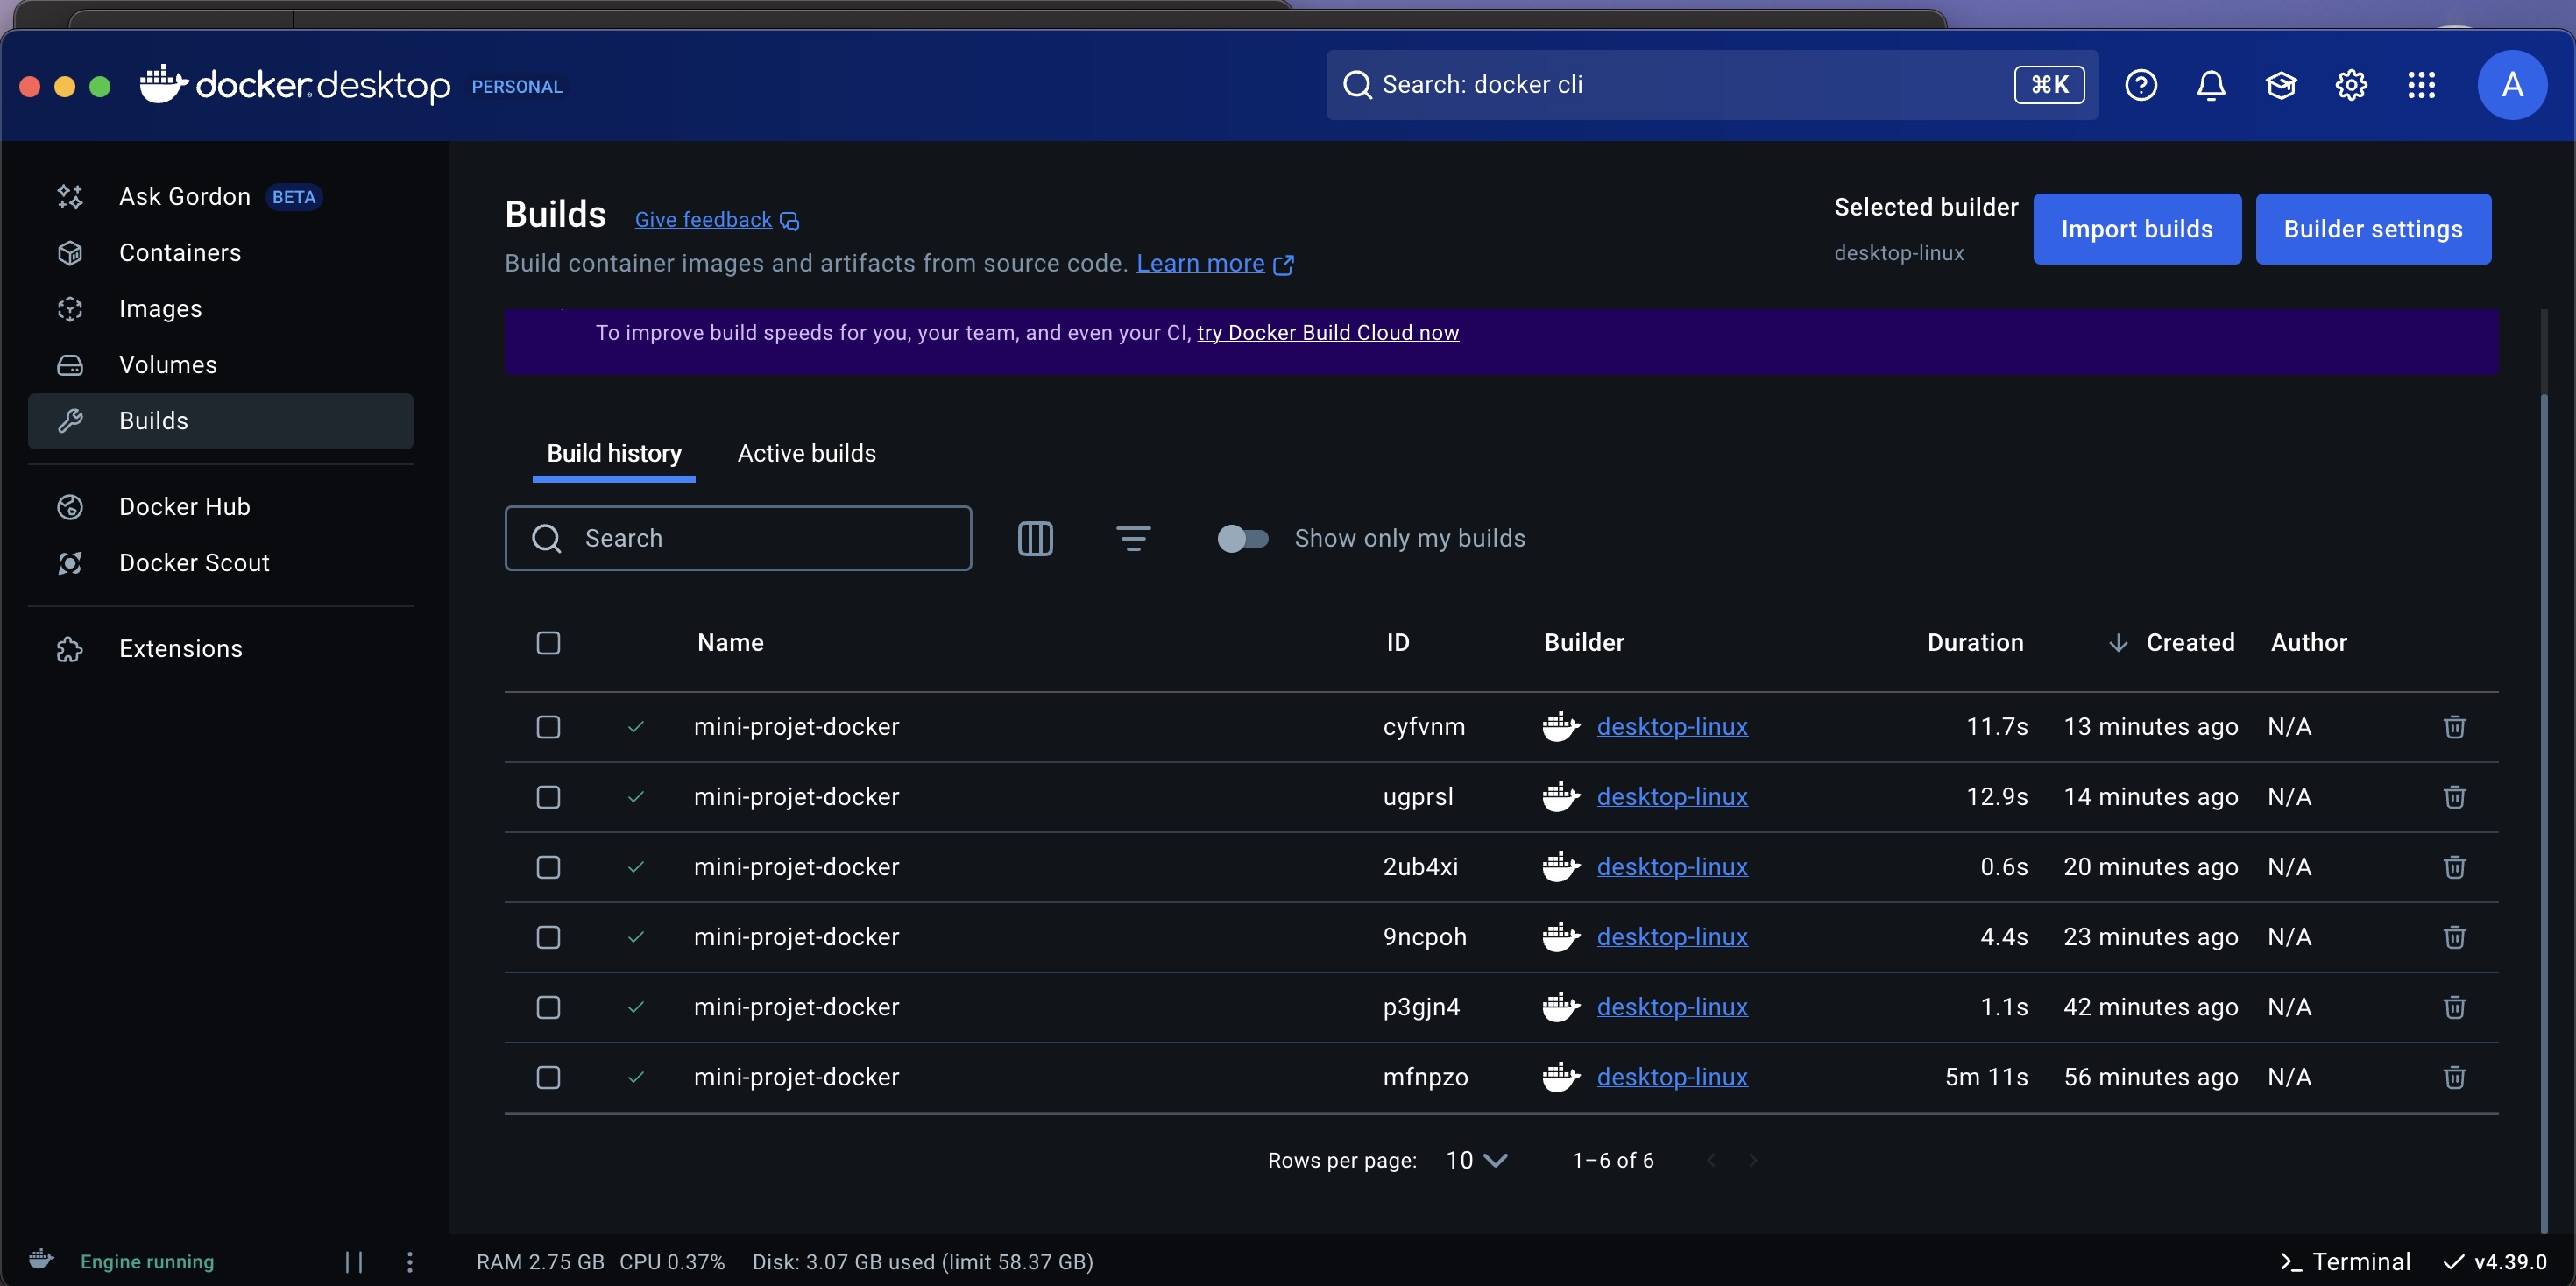 docker desktop PERSONAL
Search: docker cli
⌘K
A
Ask Gordon BETA
Containers
Images
Volumes
Builds
Docker Hub
Docker Scout
Extensions
Builds Give feedback
Build container images and artifacts from source code. Learn more
Selected builder
desktop-linux
Import builds
Builder settings
To improve build speeds for you, your team, and even your CI, try Docker Build Cloud now
Build history Active builds
Search
Show only my builds
Name ID Builder Duration Created Author
mini-projet-docker cyfvnm desktop-linux 11.7s 13 minutes ago N/A
mini-projet-docker ugprsl desktop-linux 12.9s 14 minutes ago N/A
mini-projet-docker 2ub4xi desktop-linux 0.6s 20 minutes ago N/A
mini-projet-docker 9ncpoh desktop-linux 4.4s 23 minutes ago N/A
mini-projet-docker p3gjn4 desktop-linux 1.1s 42 minutes ago N/A
mini-projet-docker mfnpzo desktop-linux 5m 11s 56 minutes ago N/A
Rows per page: 10 1–6 of 6
Engine running
RAM 2.75 GB CPU 0.37% Disk: 3.07 GB used (limit 58.37 GB)
Terminal
v4.39.0